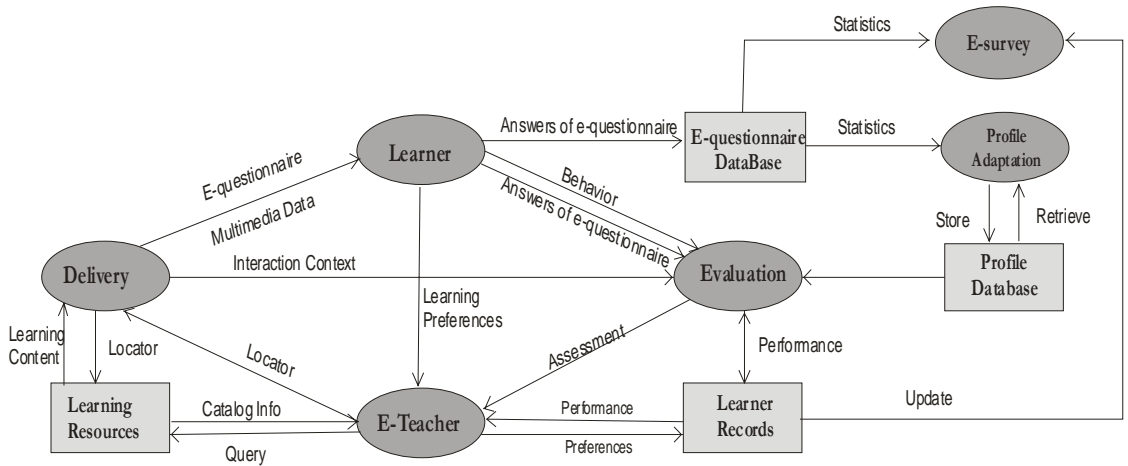 Statistics
E-survey
Answers of e-questionnaire
E-questionnaire
DataBase
Statistics
Profile
Adaptation
Learner
E-questionnaire
Multimedia Data
Behavior
Answers of e-questionnaire
Store
Retrieve
Delivery
Interaction Context
Evaluation
Profile
Database
Learning
Preferences
Learning
Content
Locator
Locator
Assessment
Performance
Learning
Resources
Catalog Info
Query
E-Teacher
Performance
Preferences
Learner
Records
Update